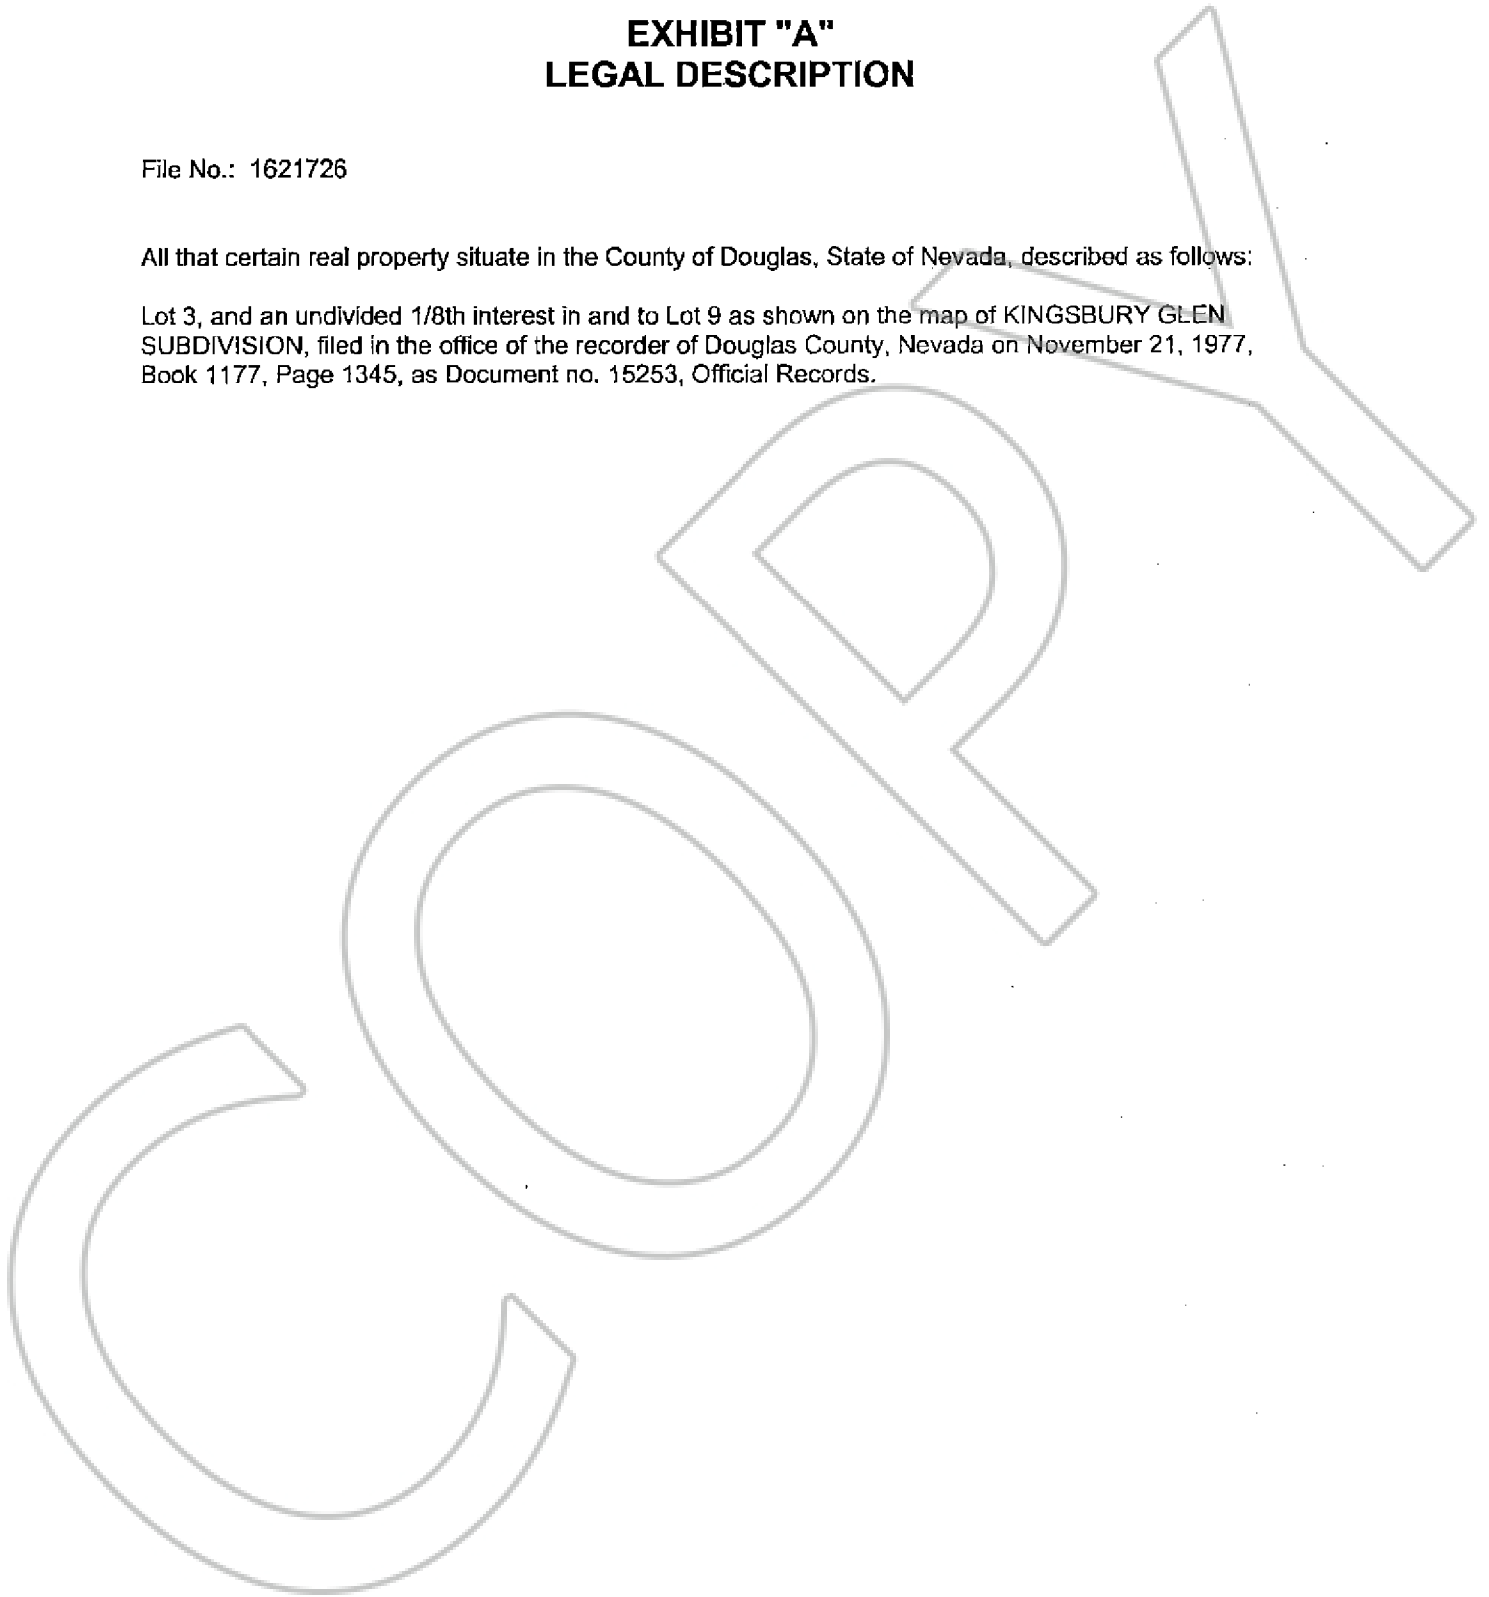 EXHIBIT "A"
LEGAL DESCRIPTION
File No.: 1621726
All that certain real property situate in the County of Douglas, State of Nevada, described as follows:
Lot 3, and an undivided 1/8th interest in and to Lot 9 as shown on the map of KINGSBURY GLEN
SUBDIVISION, filed in the office of the recorder of Douglas County, Nevada on November 21, 1977,
Book 1177, Page 1345, as Document no. 15253, Official Records.
COPY